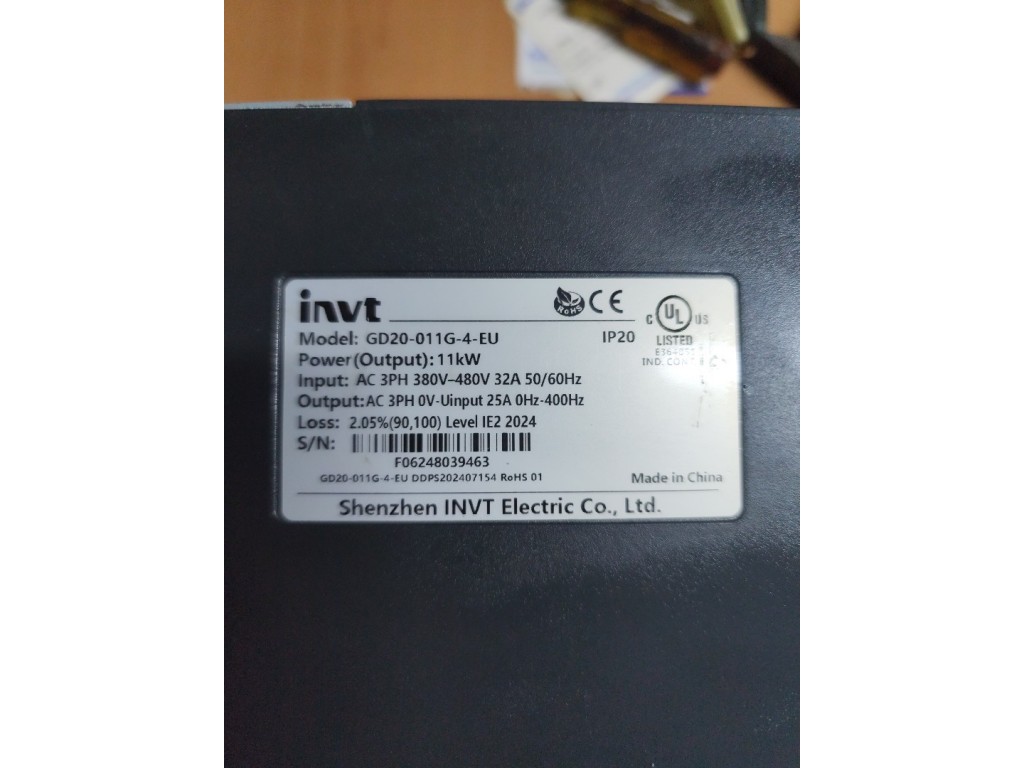 invt
RoHS CE
C UL US
LISTED
IND. CONT
Model: GD20-011G-4-EU IP20
Power(Output): 11kW
Input: AC 3PH 380V-480V 32A 50/60Hz
Output:AC 3PH 0V-Uinput 25A 0Hz-400Hz
Loss: 2.05%(90,100) Level IE2 2024
S/N:
F06248039463
GD20-011G-4-EU DDPS202407154 RoHS 01
Made in China
Shenzhen INVT Electric Co., Ltd.